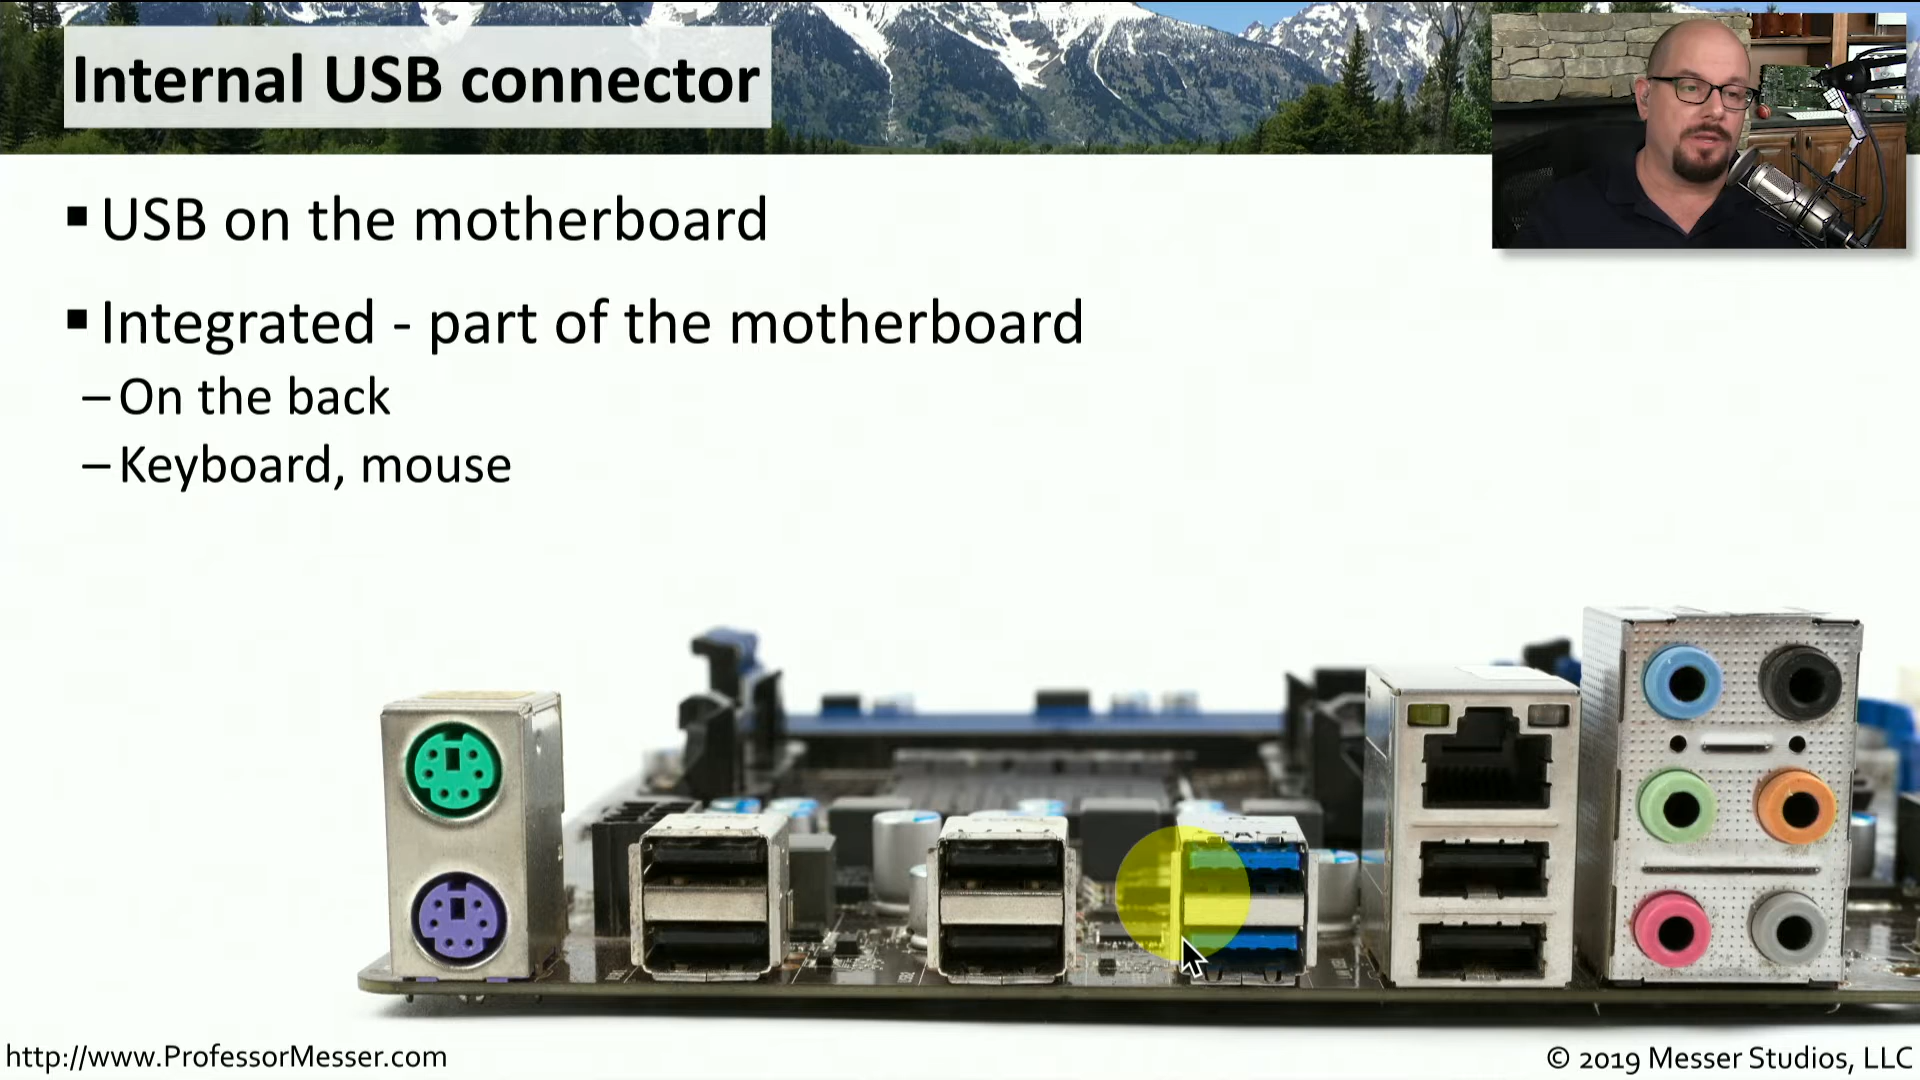 Internal USB connector
▪ USB on the motherboard
▪ Integrated - part of the motherboard
– On the back
– Keyboard, mouse
http://www.ProfessorMesser.com
© 2019 Messer Studios, LLC